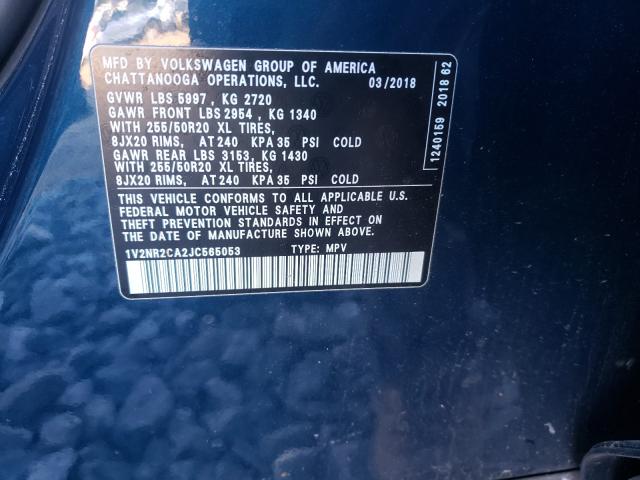 MFD BY VOLKSWAGEN GROUP OF AMERICA
CHATTANOOGA OPERATIONS, LLC. 03/2018
GVWR LBS 5997 , KG 2720
GAWR FRONT LBS 2954 , KG 1340
WITH 255/50R20 XL TIRES,
8JX20 RIMS, AT 240 KPA 35 PSI COLD
GAWR REAR LBS 3153, KG 1430
WITH 255/50R20 XL TIRES,
8JX20 RIMS, AT 240 KPA 35 PSI COLD
THIS VEHICLE CONFORMS TO ALL APPLICABLE U.S.
FEDERAL MOTOR VEHICLE SAFETY AND
THEFT PREVENTION STANDARDS IN EFFECT ON
THE DATE OF MANUFACTURE SHOWN ABOVE.
1V2NR2CA2JC565053 TYPE: MPV
1240159 2018 62